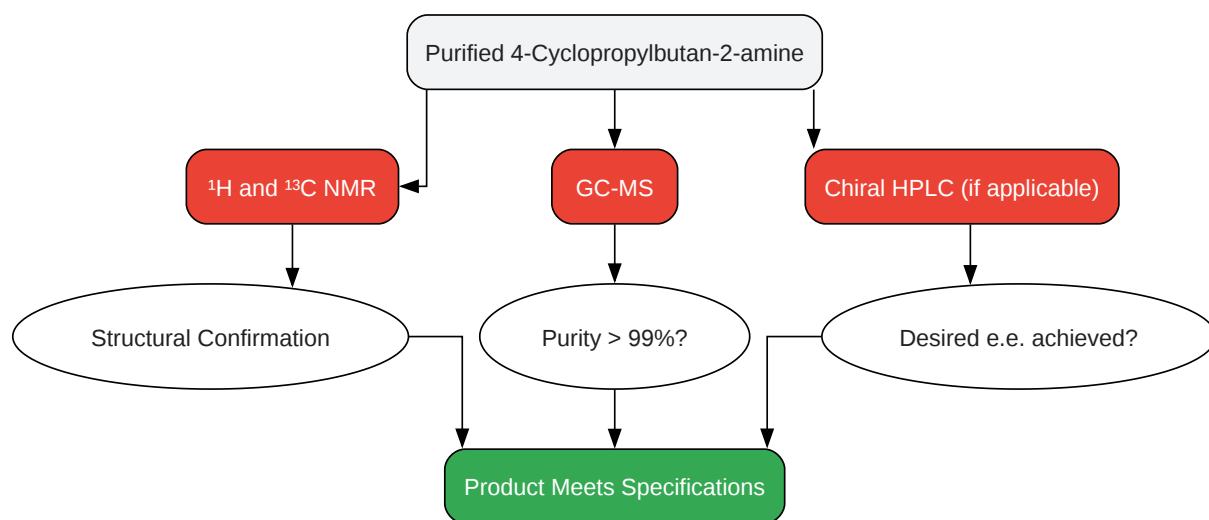 Purified 4-Cyclopropylbutan-2-amine
¹H and ¹³C NMR
GC-MS
Chiral HPLC (if applicable)
Structural Confirmation
Purity > 99%?
Desired e.e. achieved?
Product Meets Specifications